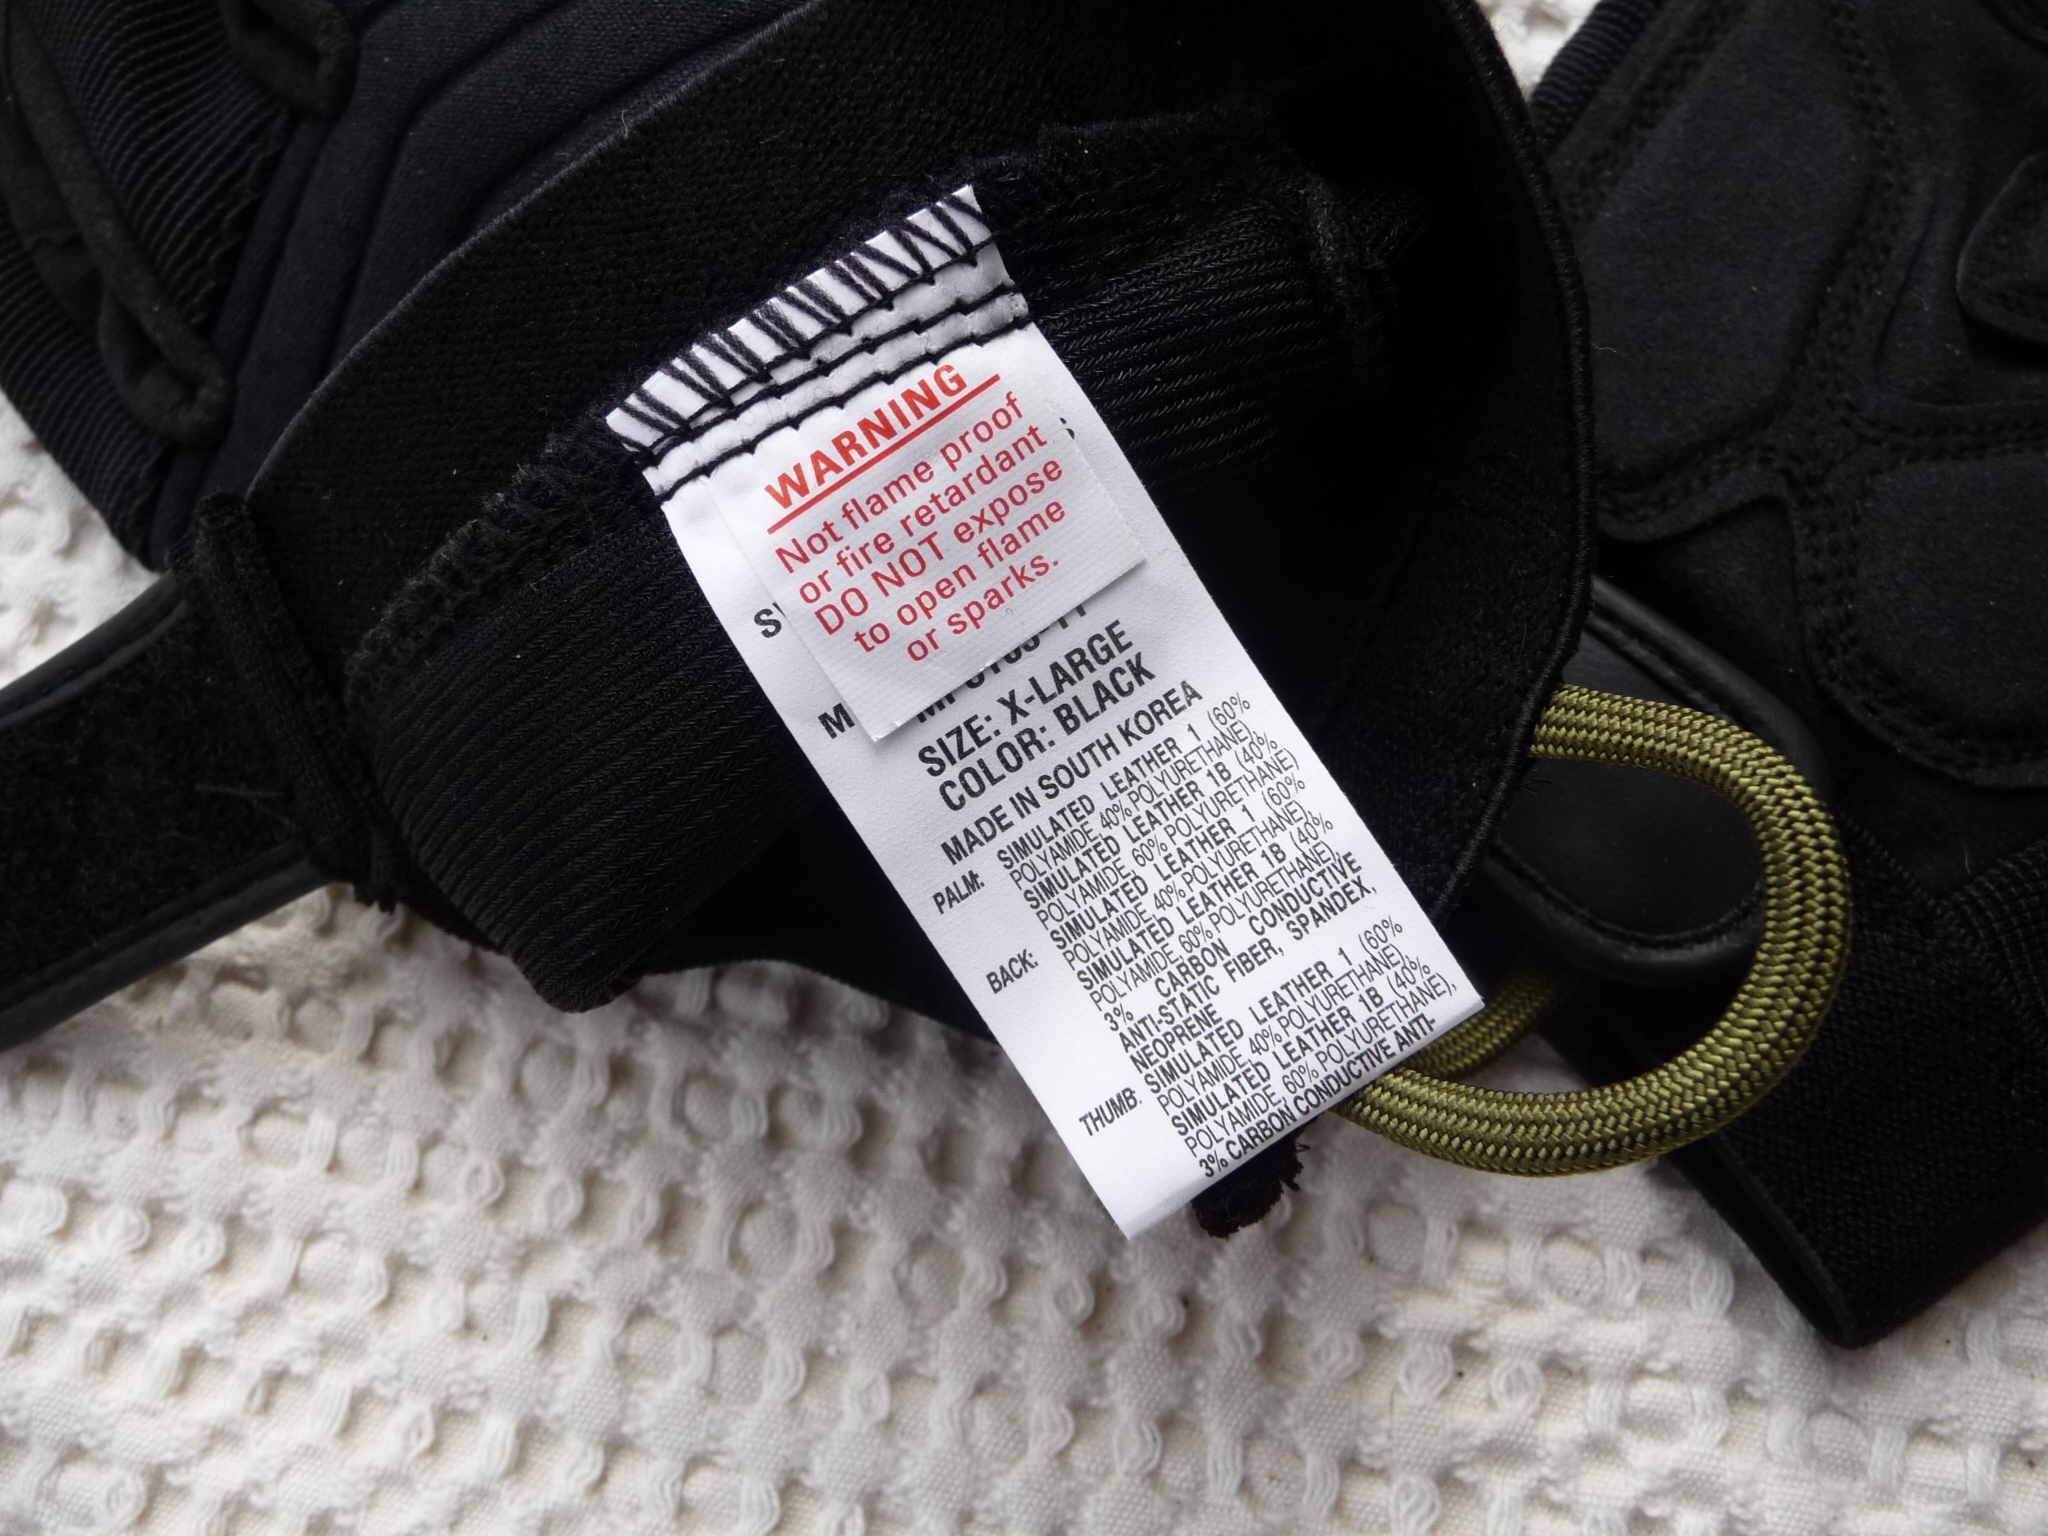 WARNING
Not flame proof
or fire retardant
DO NOT expose
to open flame
or sparks.
SIZE: X-LARGE
COLOR: BLACK
MADE IN SOUTH KOREA
PALM: SIMULATED LEATHER 1 (60%
POLYAMIDE, 40% POLYURETHANE),
SIMULATED LEATHER 1B (40%
POLYAMIDE, 60% POLYURETHANE)
BACK: SIMULATED LEATHER 1 (60%
POLYAMIDE 40% POLYURETHANE),
SIMULATED LEATHER 1B (40%
POLYAMIDE 60% POLYURETHANE),
3% CARBON CONDUCTIVE
ANTI-STATIC FIBER, SPANDEX,
NEOPRENE
THUMB: SIMULATED LEATHER 1 (60%
POLYAMIDE, 40% POLYURETHANE),
SIMULATED LEATHER 1B (40%
POLYAMIDE, 60% POLYURETHANE),
3% CARBON CONDUCTIVE ANTI-